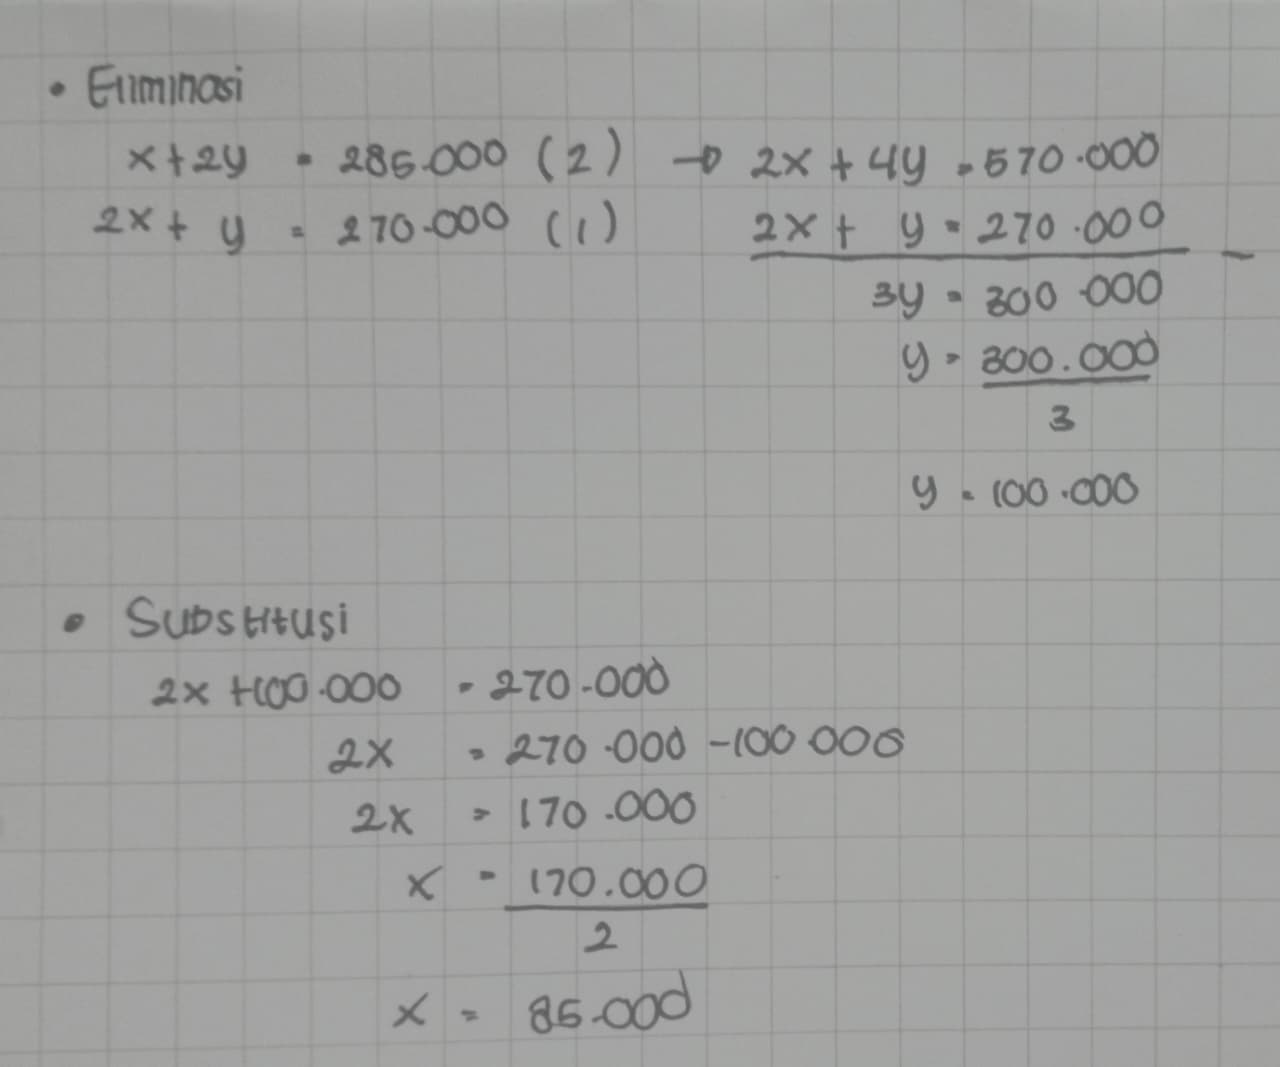 • Eliminasi
x + 2y = 285.000 (2) → 2x + 4y = 570.000
2x + y = 270.000 (1) 2x + y = 270.000 -
3y = 300.000
y = 300.000
3
y = 100.000
• Substitusi
2x + 100.000 = 270.000
2x = 270.000 - 100.000
2x = 170.000
x = 170.000
2
x = 85.000